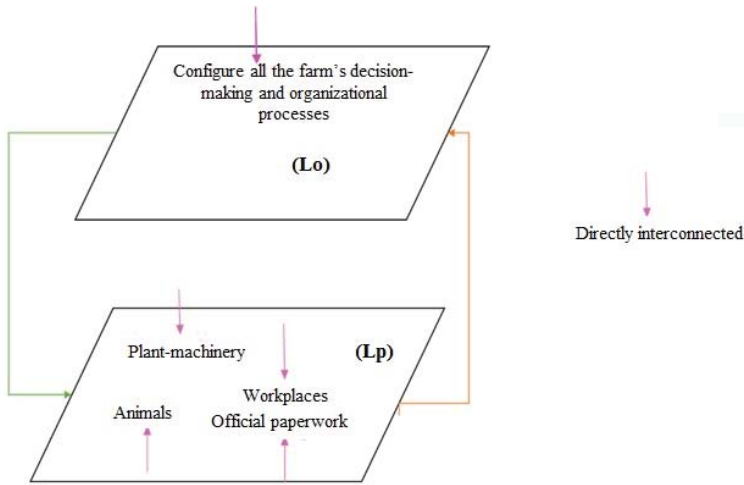 Configure all the farm’s decision-
making and organizational
processes
(Lo)
Directly interconnected
Plant-machinery
(Lp)
Animals
Workplaces
Official paperwork